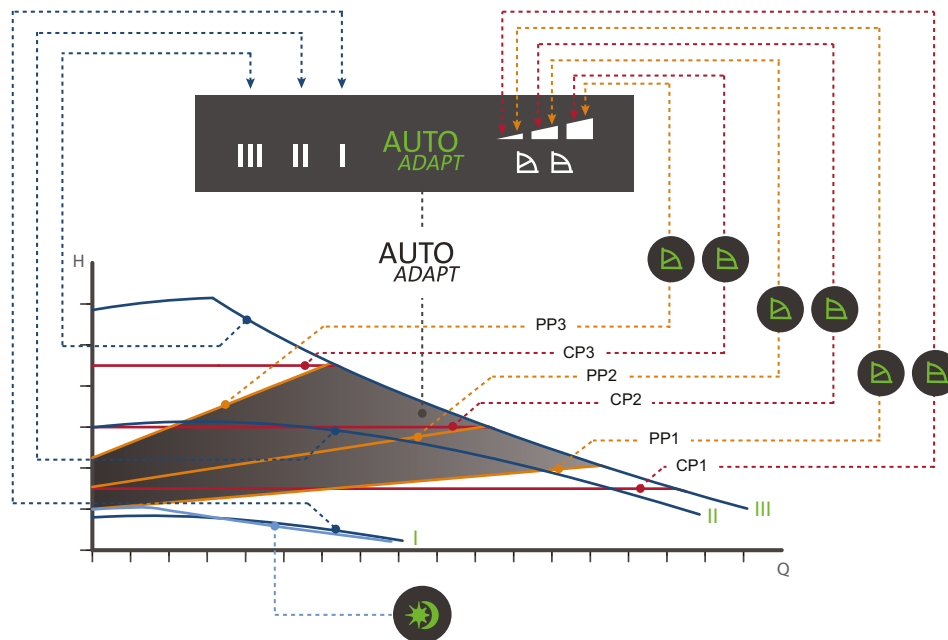 AUTO
ADAPT
III II I
AUTO
ADAPT
H
PP3
CP3
PP2
CP2
PP1
CP1
III
II
I
Q